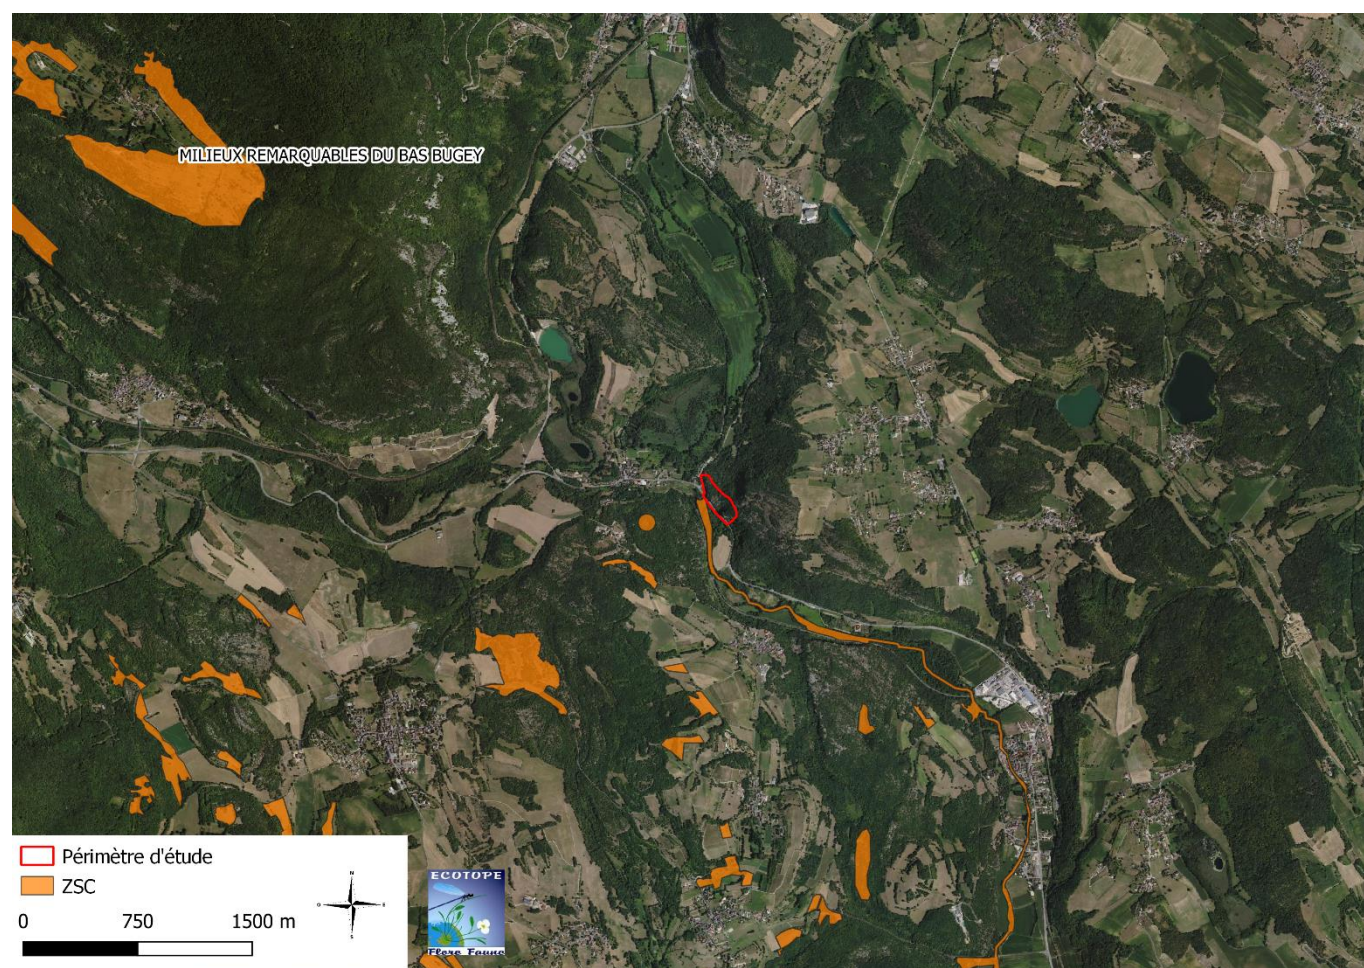 MILIEUX REMARQUABLES DU BAS BUGEY
Périmètre d'étude
ZSC
0 750 1500 m
N
S
ECOTOPE
Flore Faune